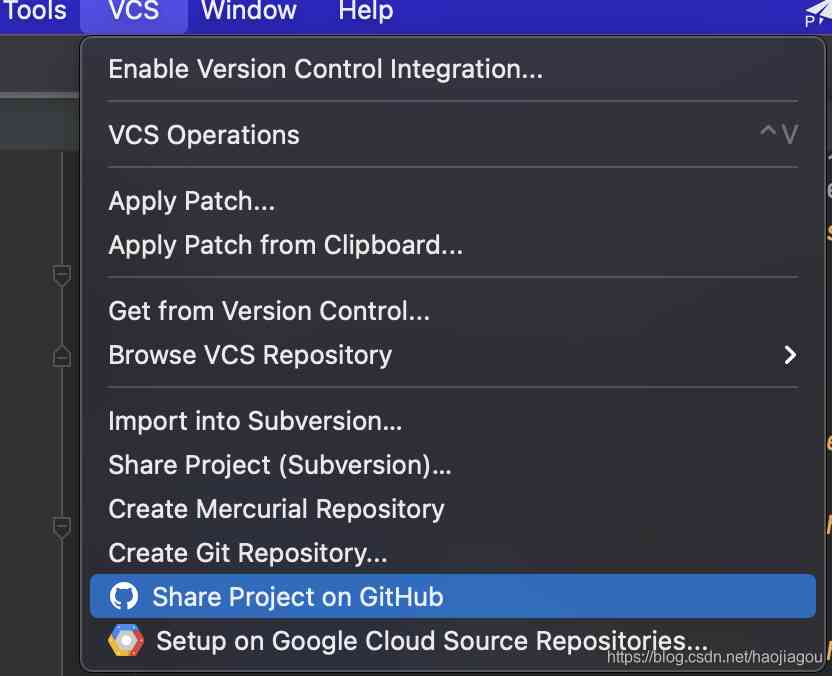 Tools VCS Window Help
P
Enable Version Control Integration...
VCS Operations ^V
Apply Patch...
Apply Patch from Clipboard...
Get from Version Control...
Browse VCS Repository
Import into Subversion...
Share Project (Subversion)...
Create Mercurial Repository
Create Git Repository...
Share Project on GitHub
Setup on Google Cloud Source Repositories...
https://blog.csdn.net/haojiagou